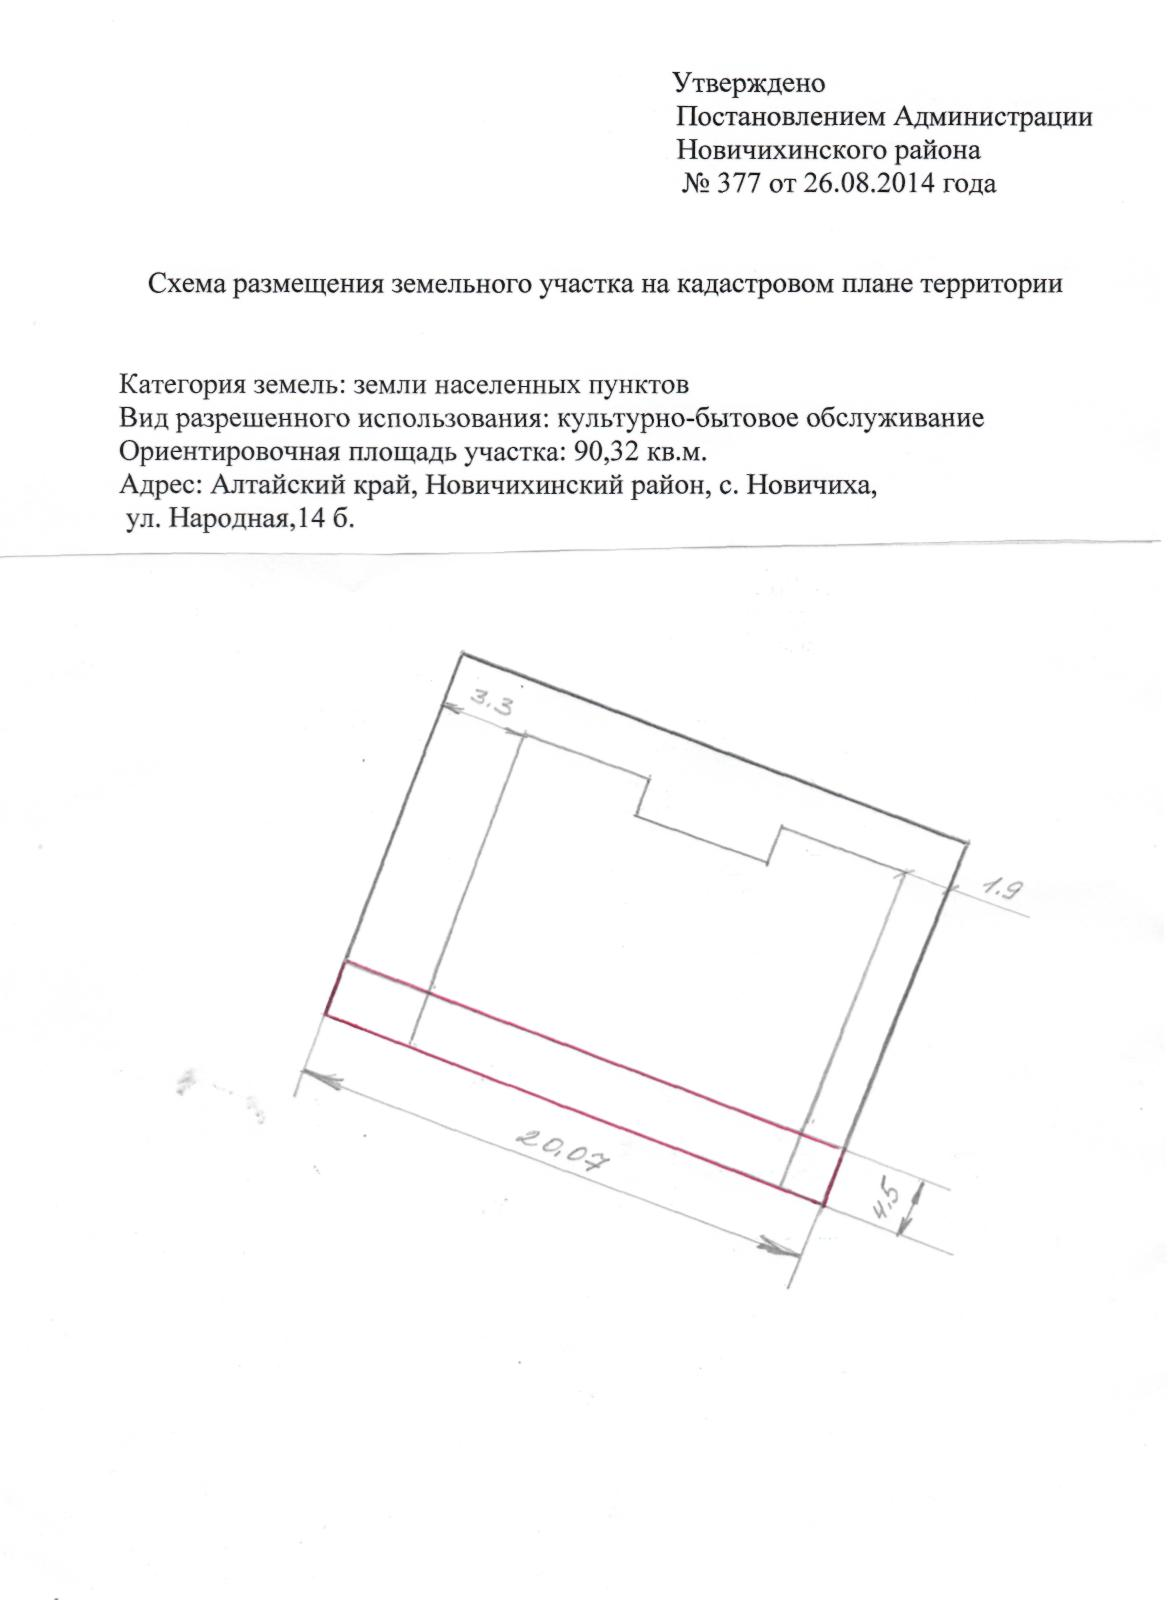 Утверждено
Постановлением Администрации
Новичихинского района
№ 377 от 26.08.2014 года
Схема размещения земельного участка на кадастровом плане территории
Категория земель: земли населенных пунктов
Вид разрешенного использования: культурно-бытовое обслуживание
Ориентировочная площадь участка: 90,32 кв.м.
Адрес: Алтайский край, Новичихинский район, с. Новичиха,
ул. Народная,14 б.
3.3
1.9
20,07
4,5